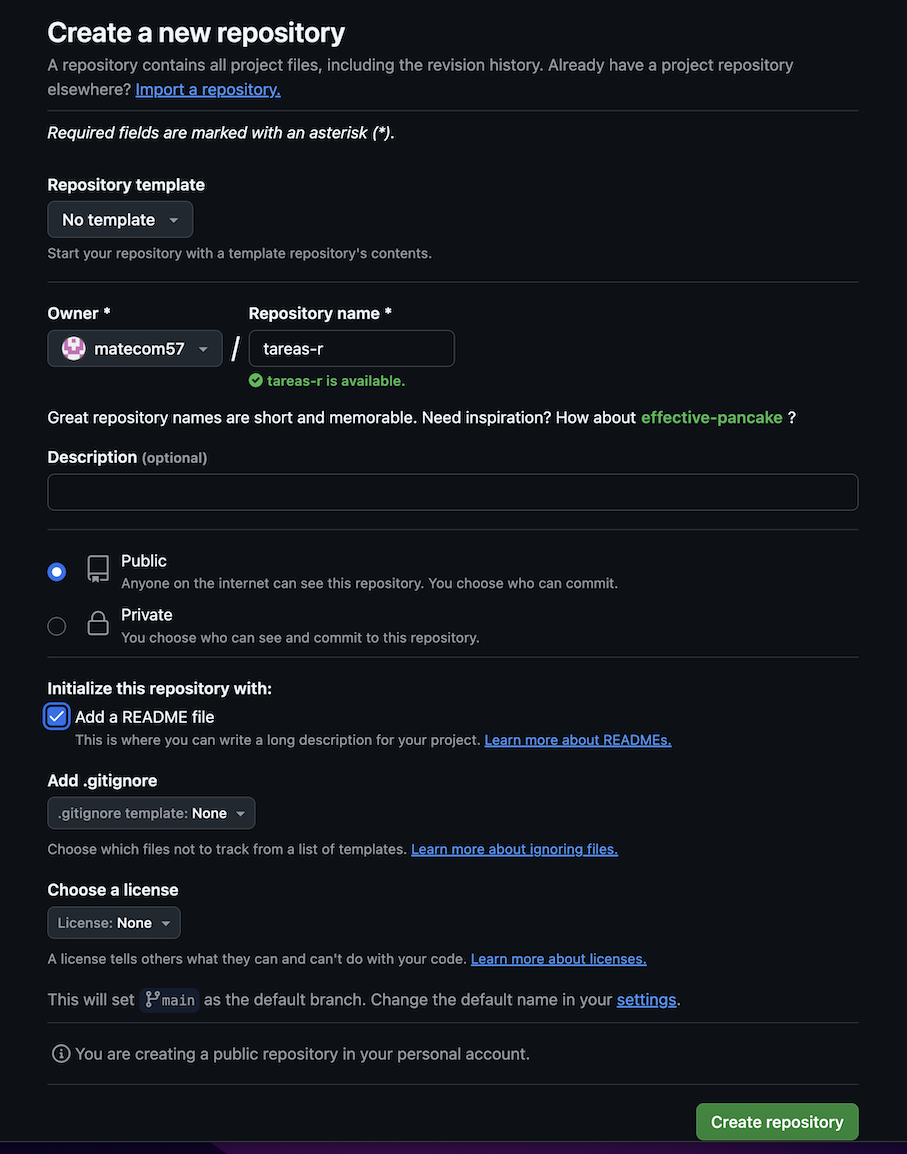 Create a new repository
A repository contains all project files, including the revision history. Already have a project repository
elsewhere? Import a repository.
Required fields are marked with an asterisk (*).
Repository template
No template
Start your repository with a template repository's contents.
Owner * Repository name *
matecom57 / tareas-r
tareas-r is available.
Great repository names are short and memorable. Need inspiration? How about effective-pancake ?
Description (optional)
Public
Anyone on the internet can see this repository. You choose who can commit.
Private
You choose who can see and commit to this repository.
Initialize this repository with:
Add a README file
This is where you can write a long description for your project. Learn more about READMEs.
Add .gitignore
.gitignore template: None
Choose which files not to track from a list of templates. Learn more about ignoring files.
Choose a license
License: None
A license tells others what they can and can't do with your code. Learn more about licenses.
This will set main as the default branch. Change the default name in your settings.
You are creating a public repository in your personal account.
Create repository